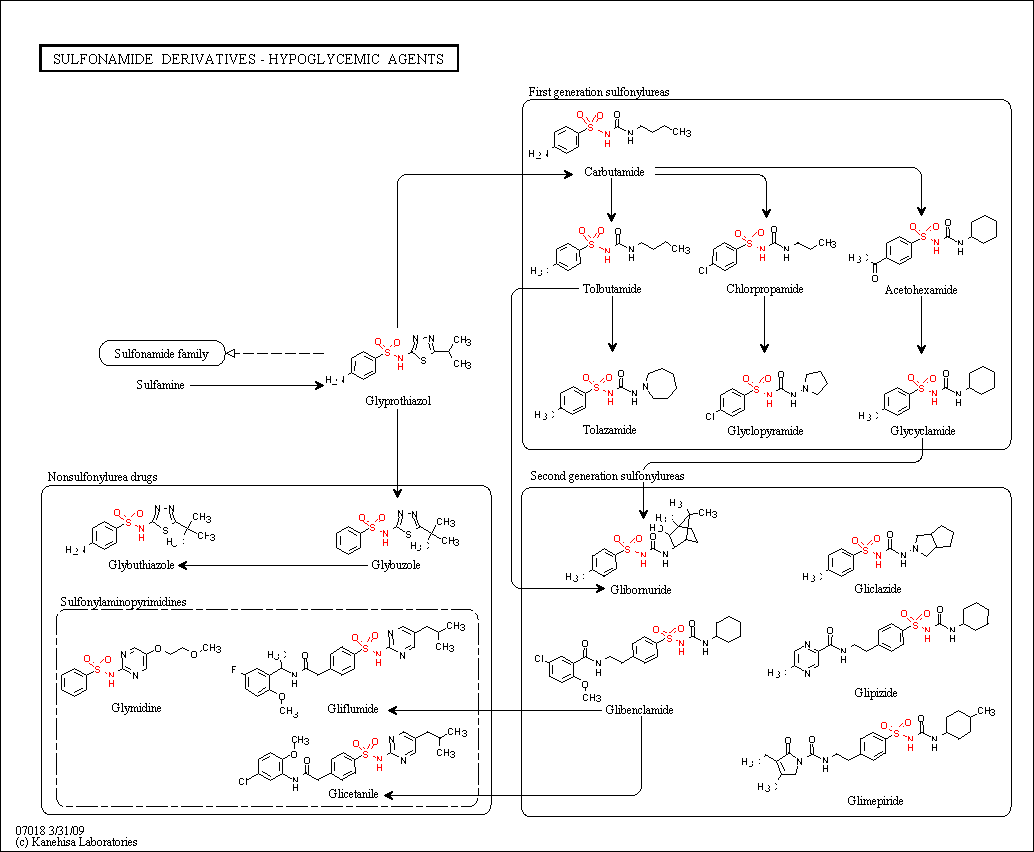 SULFONAMIDE DERIVATIVES - HYPOGLYCEMIC AGENTS
First generation sulfonylureas
Carbutamide
Tolbutamide
Chlorpropamide
Acetohexamide
Sulfonamide family
Sulfamine
Glyprothiazol
Tolazamide
Glyclopyramide
Glycyclamide
Nonsulfonylurea drugs
Second generation sulfonylureas
Glybuthiazole
Glybuzole
Glibornuride
Gliclazide
Sulfonylaminopyrimidines
Glymidine
Gliflumide
Glibenclamide
Glipizide
Glicetanile
Glimepiride
07018 3/31/09
(c) Kanehisa Laboratories